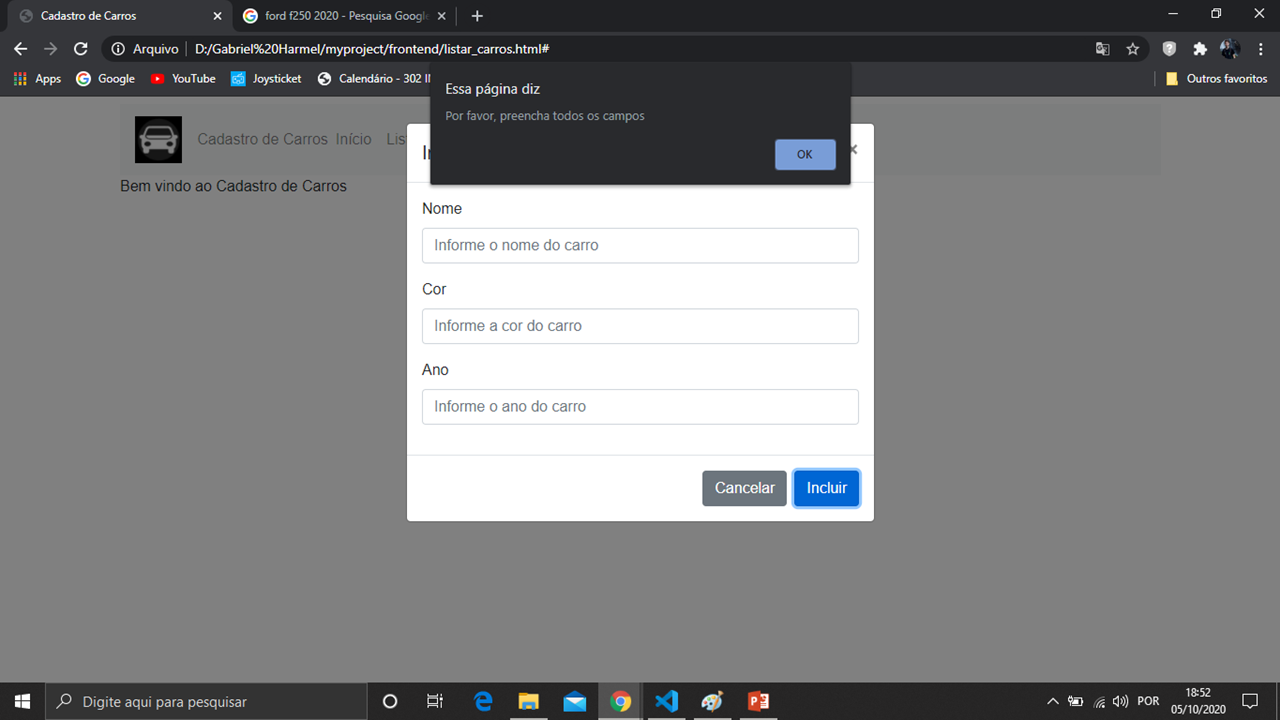 Cadastro de Carros
ford f250 2020 - Pesquisa Google
Arquivo
D:/Gabriel%20Harmel/myproject/frontend/listar_carros.html#
Apps
Google
YouTube
Joysticket
Calendário - 302 I
Outros favoritos
Essa página diz
Por favor, preencha todos os campos
OK
Cadastro de Carros Início Lis
Bem vindo ao Cadastro de Carros
Nome
Informe o nome do carro
Cor
Informe a cor do carro
Ano
Informe o ano do carro
Cancelar
Incluir
Digite aqui para pesquisar
POR
18:52
05/10/2020